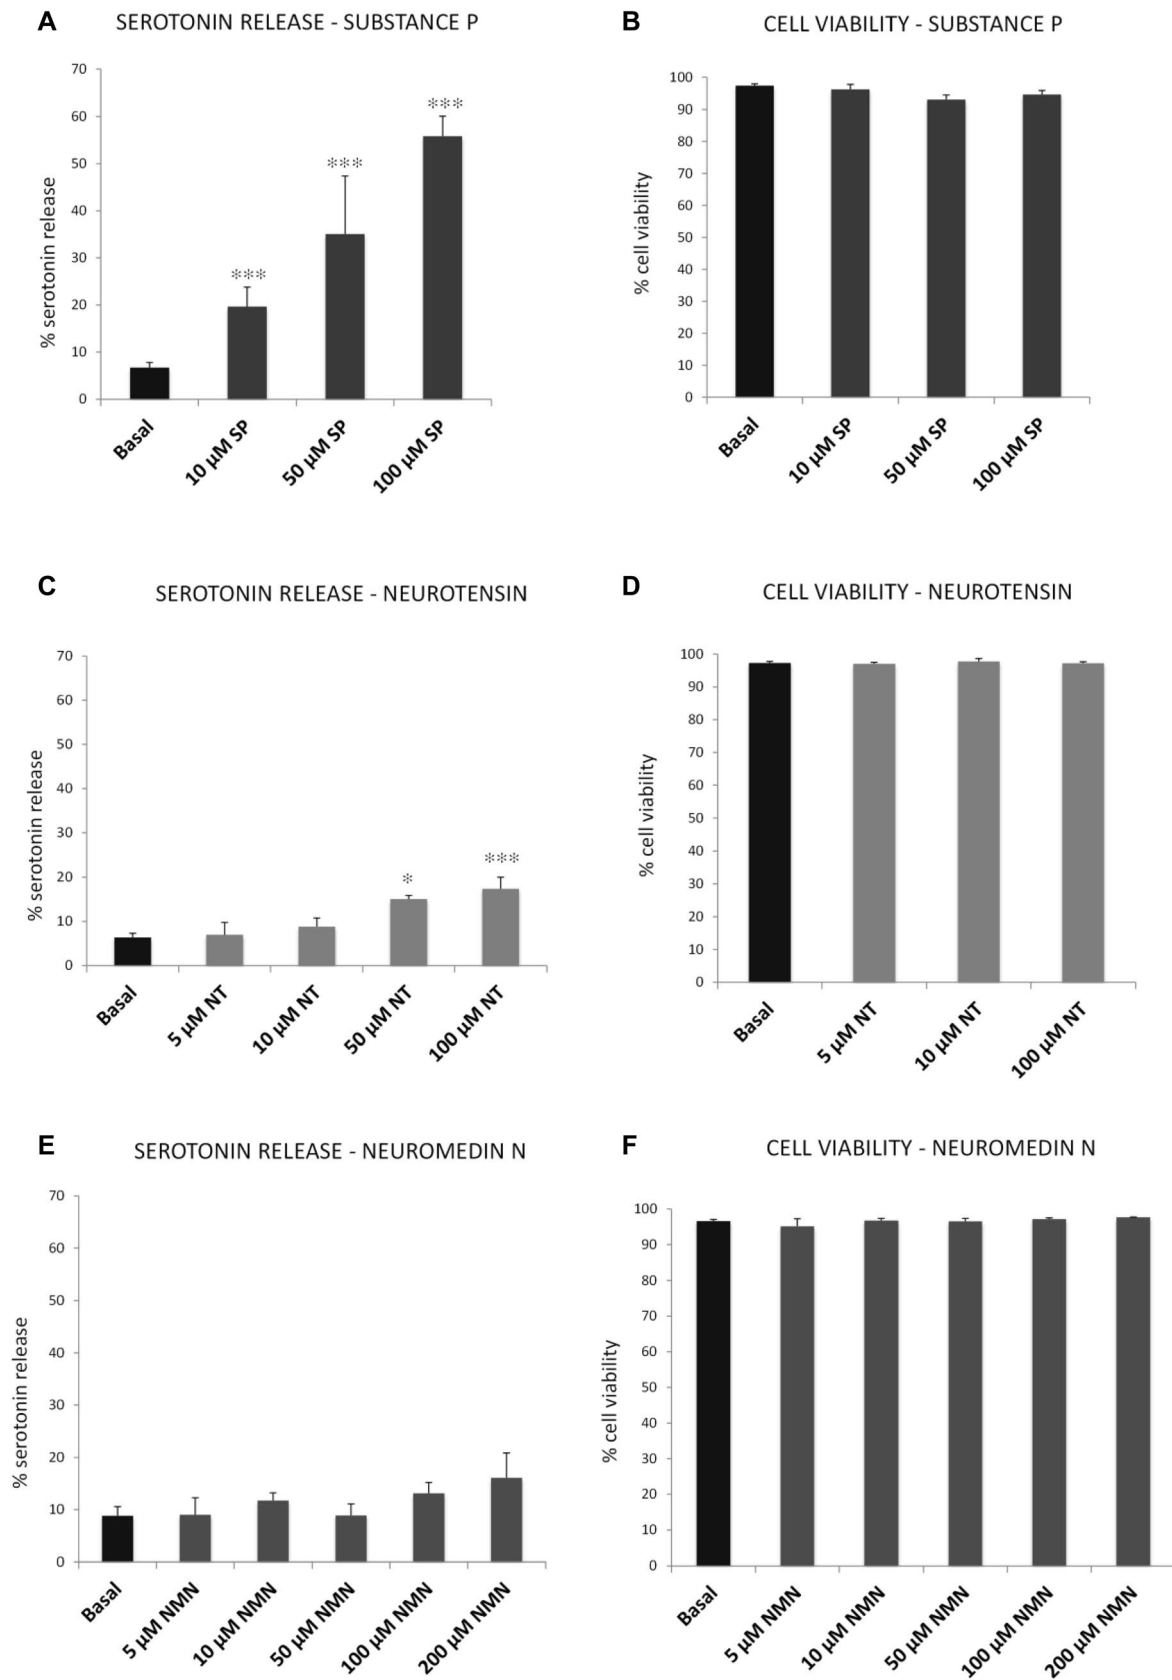 A
SEROTONIN RELEASE - SUBSTANCE P
% serotonin release
70
60
50
40
30
20
10
0
***
***
***
Basal
10 µM SP
50 µM SP
100 µM SP
B
CELL VIABILITY - SUBSTANCE P
% cell viability
100
90
80
70
60
50
40
30
20
10
0
Basal
10 µM SP
50 µM SP
100 µM SP
C
SEROTONIN RELEASE - NEUROTENSIN
% serotonin release
70
60
50
40
30
20
10
0
*
***
Basal
5 µM NT
10 µM NT
50 µM NT
100 µM NT
D
CELL VIABILITY - NEUROTENSIN
% cell viability
100
90
80
70
60
50
40
30
20
10
0
Basal
5 µM NT
10 µM NT
100 µM NT
E
SEROTONIN RELEASE - NEUROMEDIN N
% serotonin release
70
60
50
40
30
20
10
0
Basal
5 µM NMN
10 µM NMN
50 µM NMN
100 µM NMN
200 µM NMN
F
CELL VIABILITY - NEUROMEDIN N
% cell viability
100
90
80
70
60
50
40
30
20
10
0
Basal
5 µM NMN
10 µM NMN
50 µM NMN
100 µM NMN
200 µM NMN